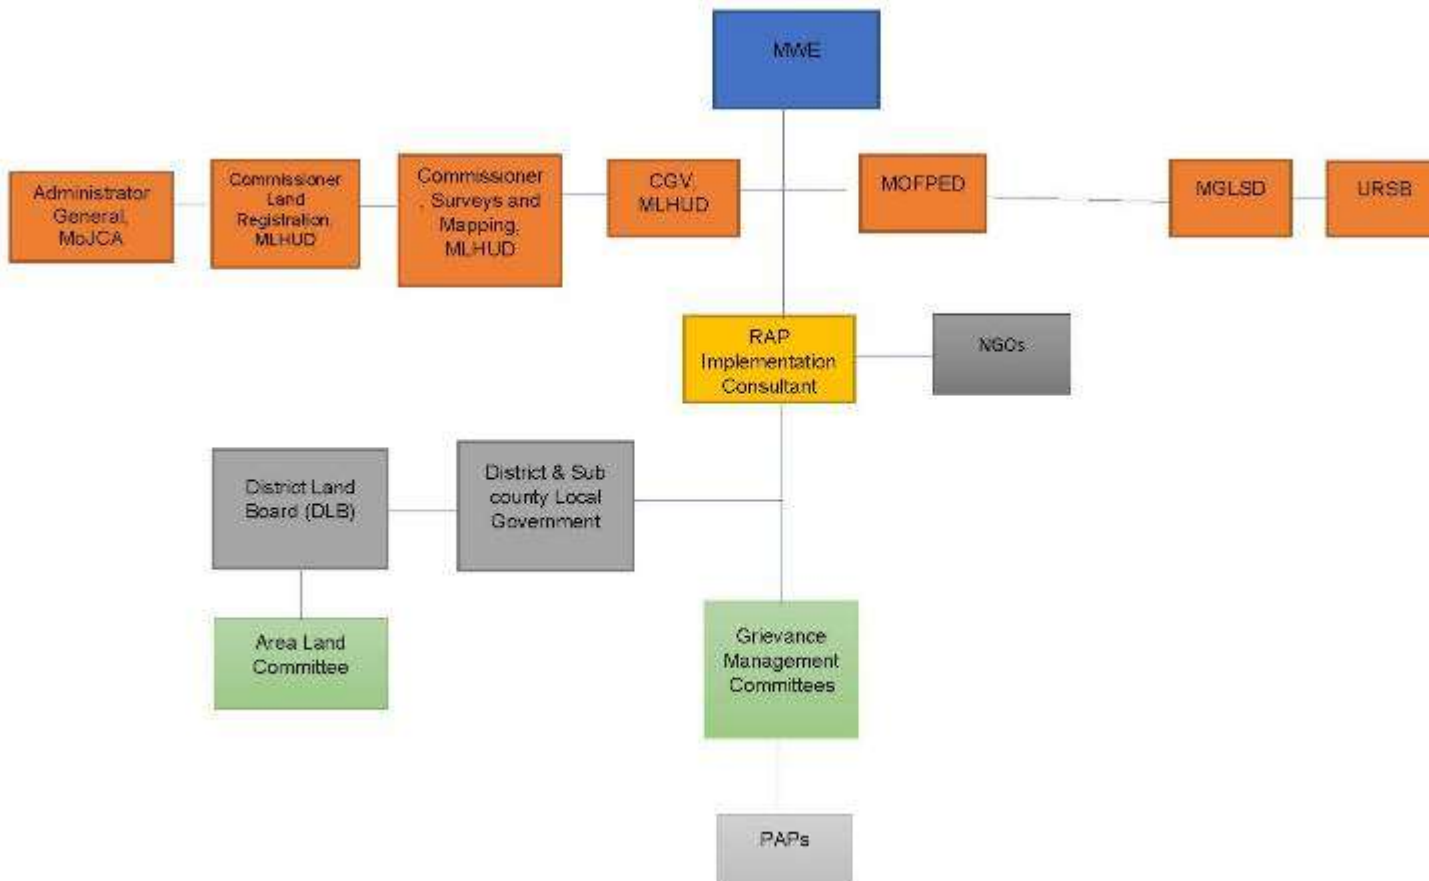 MWE
Administrator
General,
MoJCA
Commissioner
Land
Registration,
MLHUD
Commissioner
, Surveys and
Mapping,
MLHUD
CGV,
MLHUD
MOFPED
MGLSD
URSB
RAP
Implementation
Consultant
NGOs
District Land
Board (DLB)
District & Sub
county Local
Government
Area Land
Committee
Grievance
Management
Committees
PAPs